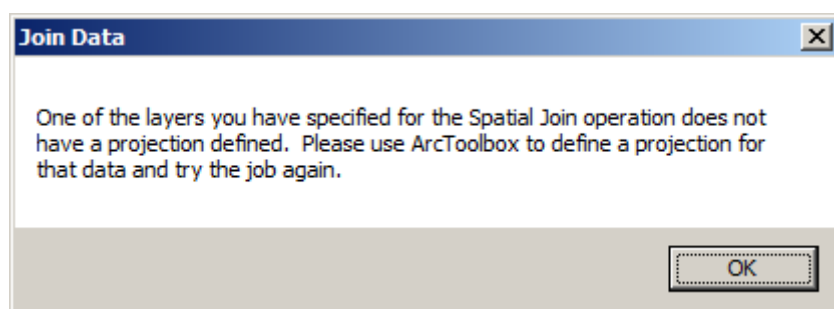 Join Data
One of the layers you have specified for the Spatial Join operation does not
have a projection defined.  Please use ArcToolbox to define a projection for
that data and try the job again.
OK